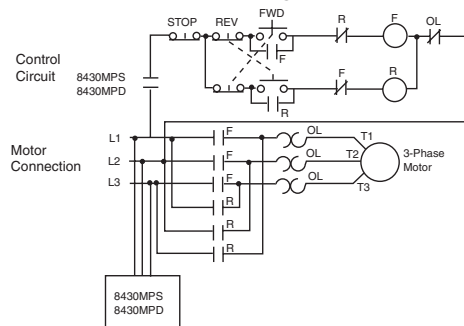 FWD
STOP REV R F OL
F
Control
Circuit
8430MPS
8430MPD
F R
R
L1 F OL T1
Motor
Connection
L2 F OL T2 3-Phase
Motor
L3 F OL T3
R
R
R
8430MPS
8430MPD